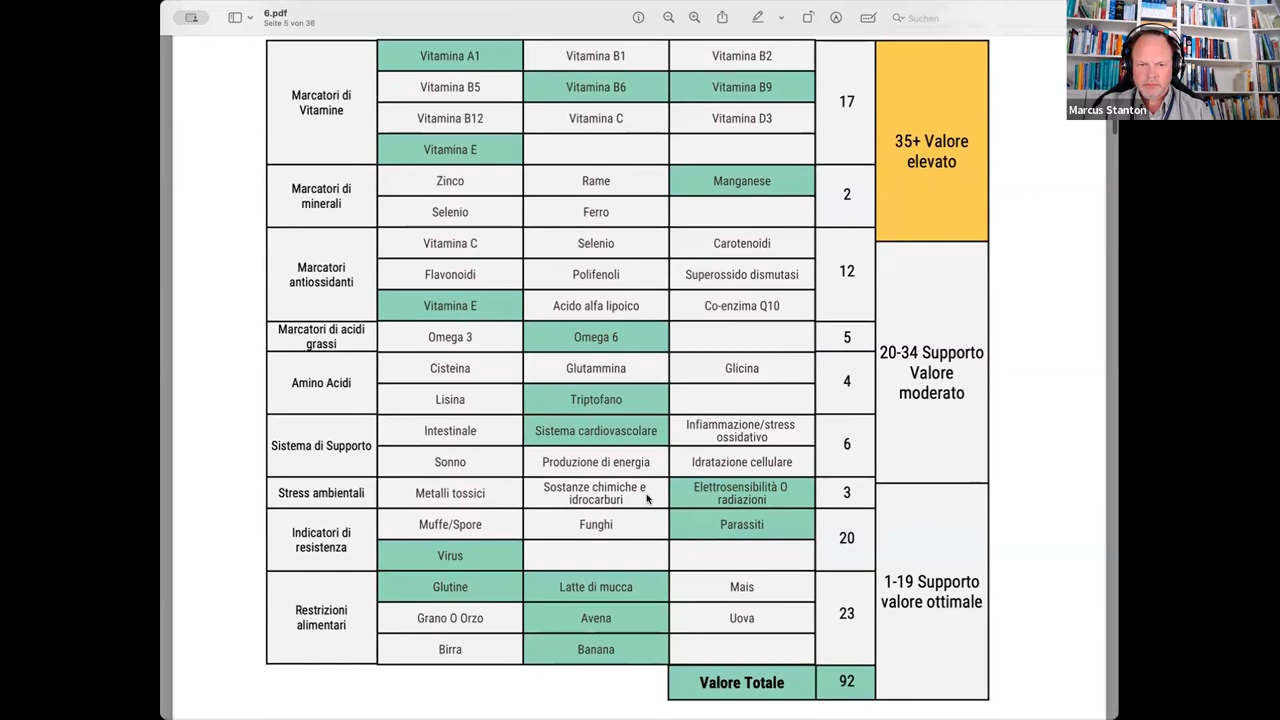 6.pdf
Seite 5 von 36
Suchen
Marcus Stanton
Marcatori di
Vitamine
Vitamina A1
Vitamina B1
Vitamina B2
Vitamina B5
Vitamina B6
Vitamina B9
Vitamina B12
Vitamina C
Vitamina D3
Vitamina E
17
35+ Valore
elevato
Marcatori di
minerali
Zinco
Rame
Manganese
Selenio
Ferro
2
Marcatori
antiossidanti
Vitamina C
Selenio
Carotenoidi
Flavonoidi
Polifenoli
Superossido dismutasi
Vitamina E
Acido alfa lipoico
Co-enzima Q10
12
20-34 Supporto
Valore
moderato
Marcatori di acidi
grassi
Omega 3
Omega 6
5
Amino Acidi
Cisteina
Glutammina
Glicina
Lisina
Triptofano
4
Sistema di Supporto
Intestinale
Sistema cardiovascolare
Infiammazione/stress
ossidativo
Sonno
Produzione di energia
Idratazione cellulare
6
Stress ambientali
Metalli tossici
Sostanze chimiche e
idrocarburi
Elettrosensibilità O
radiazioni
3
Indicatori di
resistenza
Muffe/Spore
Funghi
Parassiti
Virus
20
1-19 Supporto
valore ottimale
Restrizioni
alimentari
Glutine
Latte di mucca
Mais
Grano O Orzo
Avena
Uova
Birra
Banana
23
Valore Totale
92